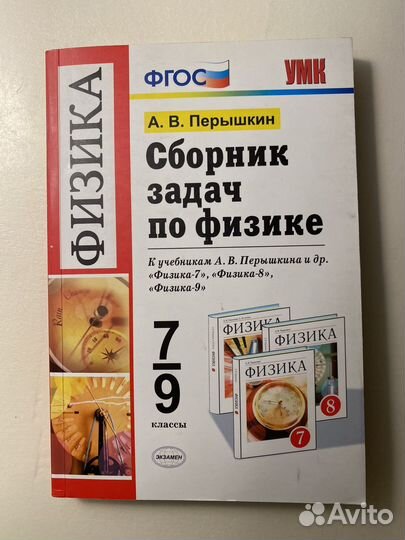 ФИЗИКА
ФГОС
УМК
А. В. Перышкин
Сборник
задач
по физике
К учебникам А. В. Перышкина и др.
«Физика-7», «Физика-8»,
«Физика-9»
7
9
классы
ЭКЗАМЕН
ФИЗИКА
ФИЗИКА
8
ФИЗИКА
7
Avito